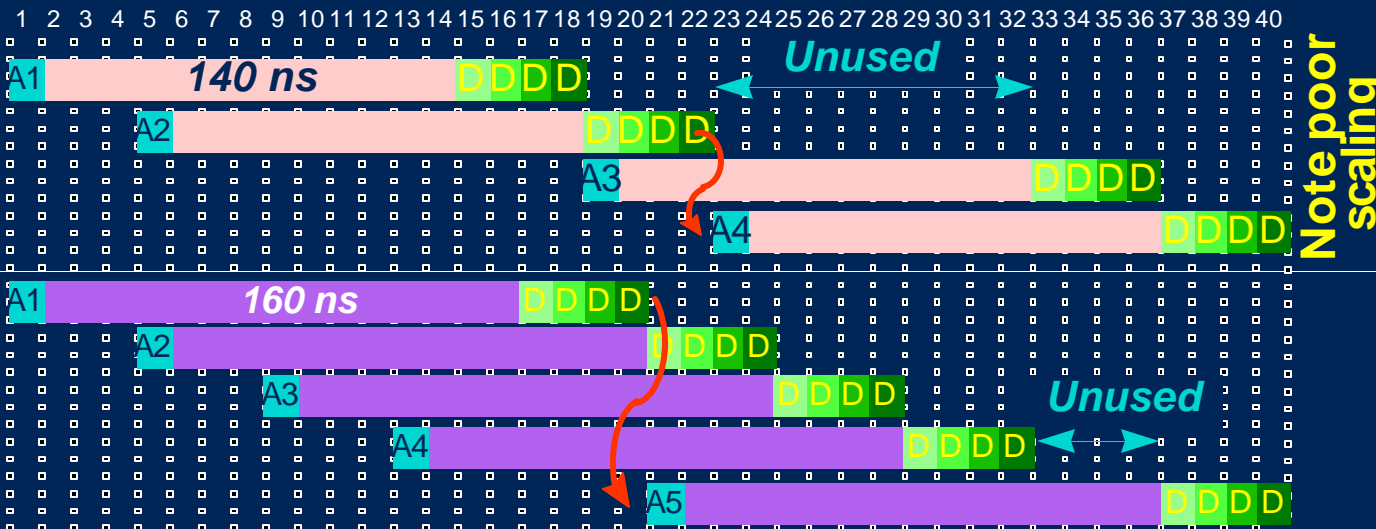 1 2 3 4 5 6 7 8 9 10 11 12 13 14 15 16 17 18 19 20 21 22 23 24 25 26 27 28 29 30 31 32 33 34 35 36 37 38 39 40
Unused
A1 140 ns D D D D
A2 D D D D
A3 D D D D
A4 D D D D
Note poor
scaling
A1 160 ns D D D D
A2 D D D D
A3 D D D D
Unused
A4 D D D D
A5 D D D D